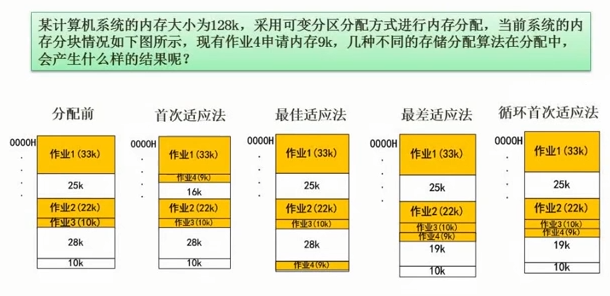 某计算机系统的内存大小为128k，采用可变分区分配方式进行内存分配，当前系统的内
存分块情况如下图所示，现有作业4申请内存9k，几种不同的存储分配算法在分配中，
会产生什么样的结果呢？
分配前
0000H
作业1(33k)
25k
作业2(22k)
作业3(10k)
28k
10k
首次适应法
0000H
作业1(33k)
作业4(9k)
16k
作业2(22k)
作业3(10k)
28k
10k
最佳适应法
0000H
作业1(33k)
25k
作业2(22k)
作业3(10k)
28k
作业4(9k)
最差适应法
0000H
作业1(33k)
25k
作业2(22k)
作业3(10k)
作业4(9k)
19k
10k
循环首次适应法
0000H
作业1(33k)
25k
作业2(22k)
作业3(10k)
作业4(9k)
19k
10k